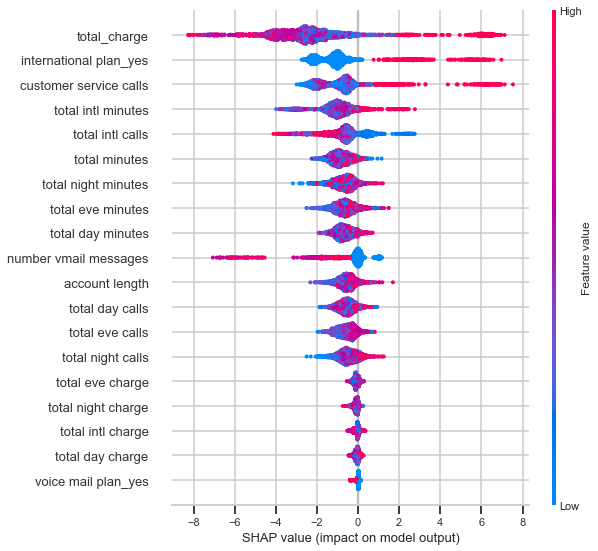 High
total_charge
international plan_yes
customer service calls
total intl minutes
total intl calls
total minutes
total night minutes
total eve minutes
total day minutes
number vmail messages
account length
total day calls
total eve calls
total night calls
total eve charge
total night charge
total intl charge
total day charge
voice mail plan_yes
Feature value
Low
−8 −6 −4 −2 0 2 4 6 8
SHAP value (impact on model output)